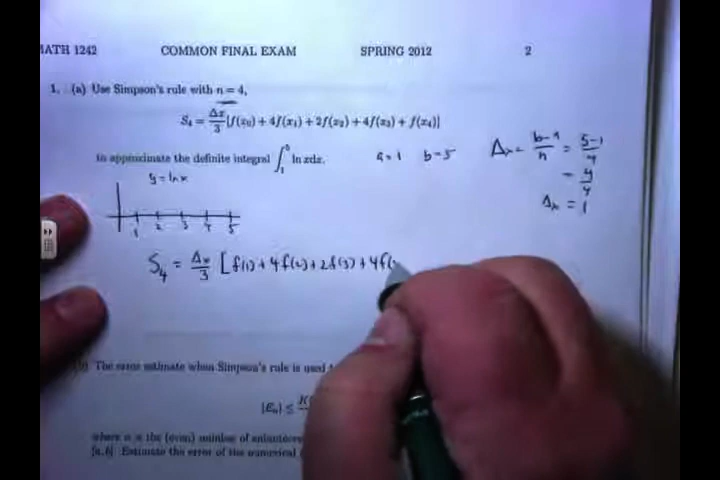 MATH 1242 COMMON FINAL EXAM SPRING 2012 2
1. (a) Use Simpson's rule with n = 4,
S₄ = Δx/3 [f(x₀) + 4f(x₁) + 2f(x₂) + 4f(x₃) + f(x₄)]
to approximate the definite integral ∫₁ ln xdx.
a=1 b=5
Δx = b-a/n = 5-1/4
= 4/4
Δx = 1
y = ln x
1 2 3 4 5
S₄ = Δx/3 [f(1) + 4f(2) + 2f(3) + 4f(
The error estimate when Simpson's rule is used
|Eₙ| ≤
where n is the (even) number of
[a, b]. Estimate the error of the numerical